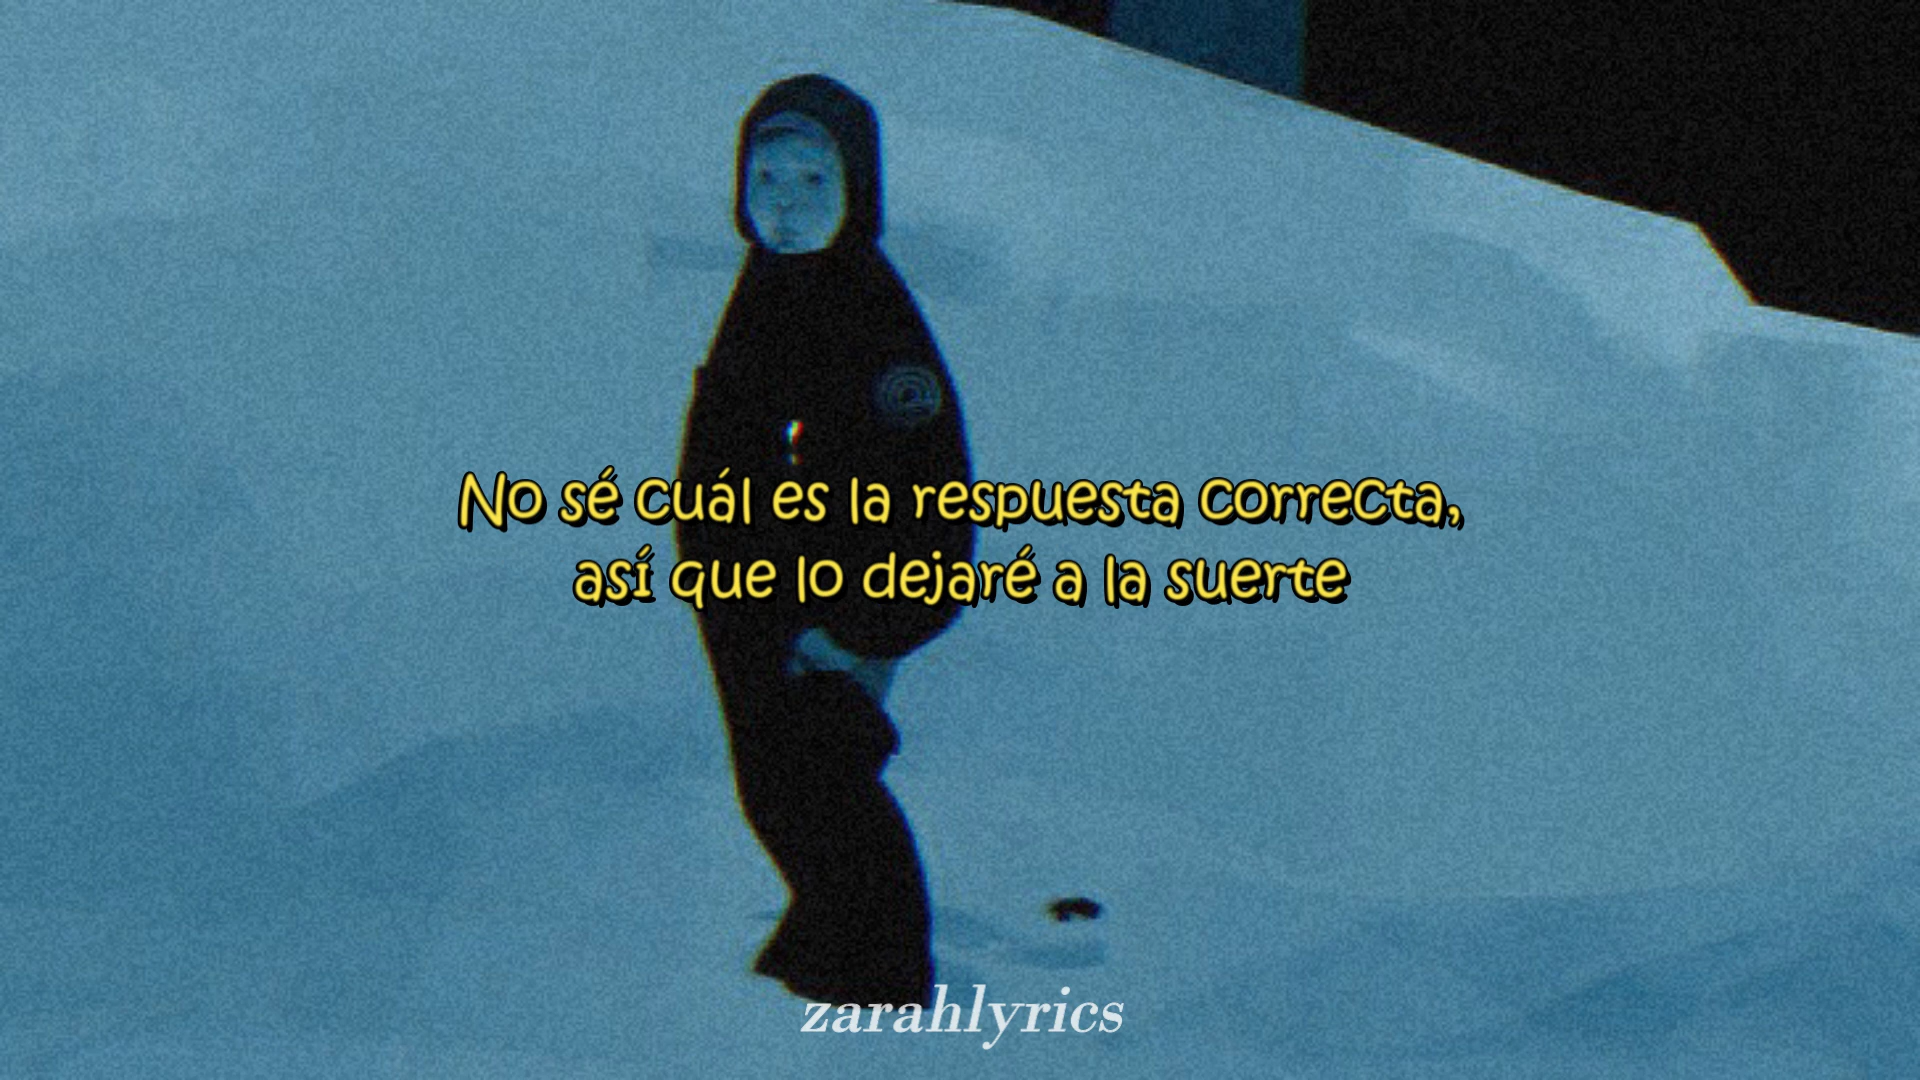 No sé cuál es la respuesta correcta,
así que lo dejaré a la suerte
zarahlyrics